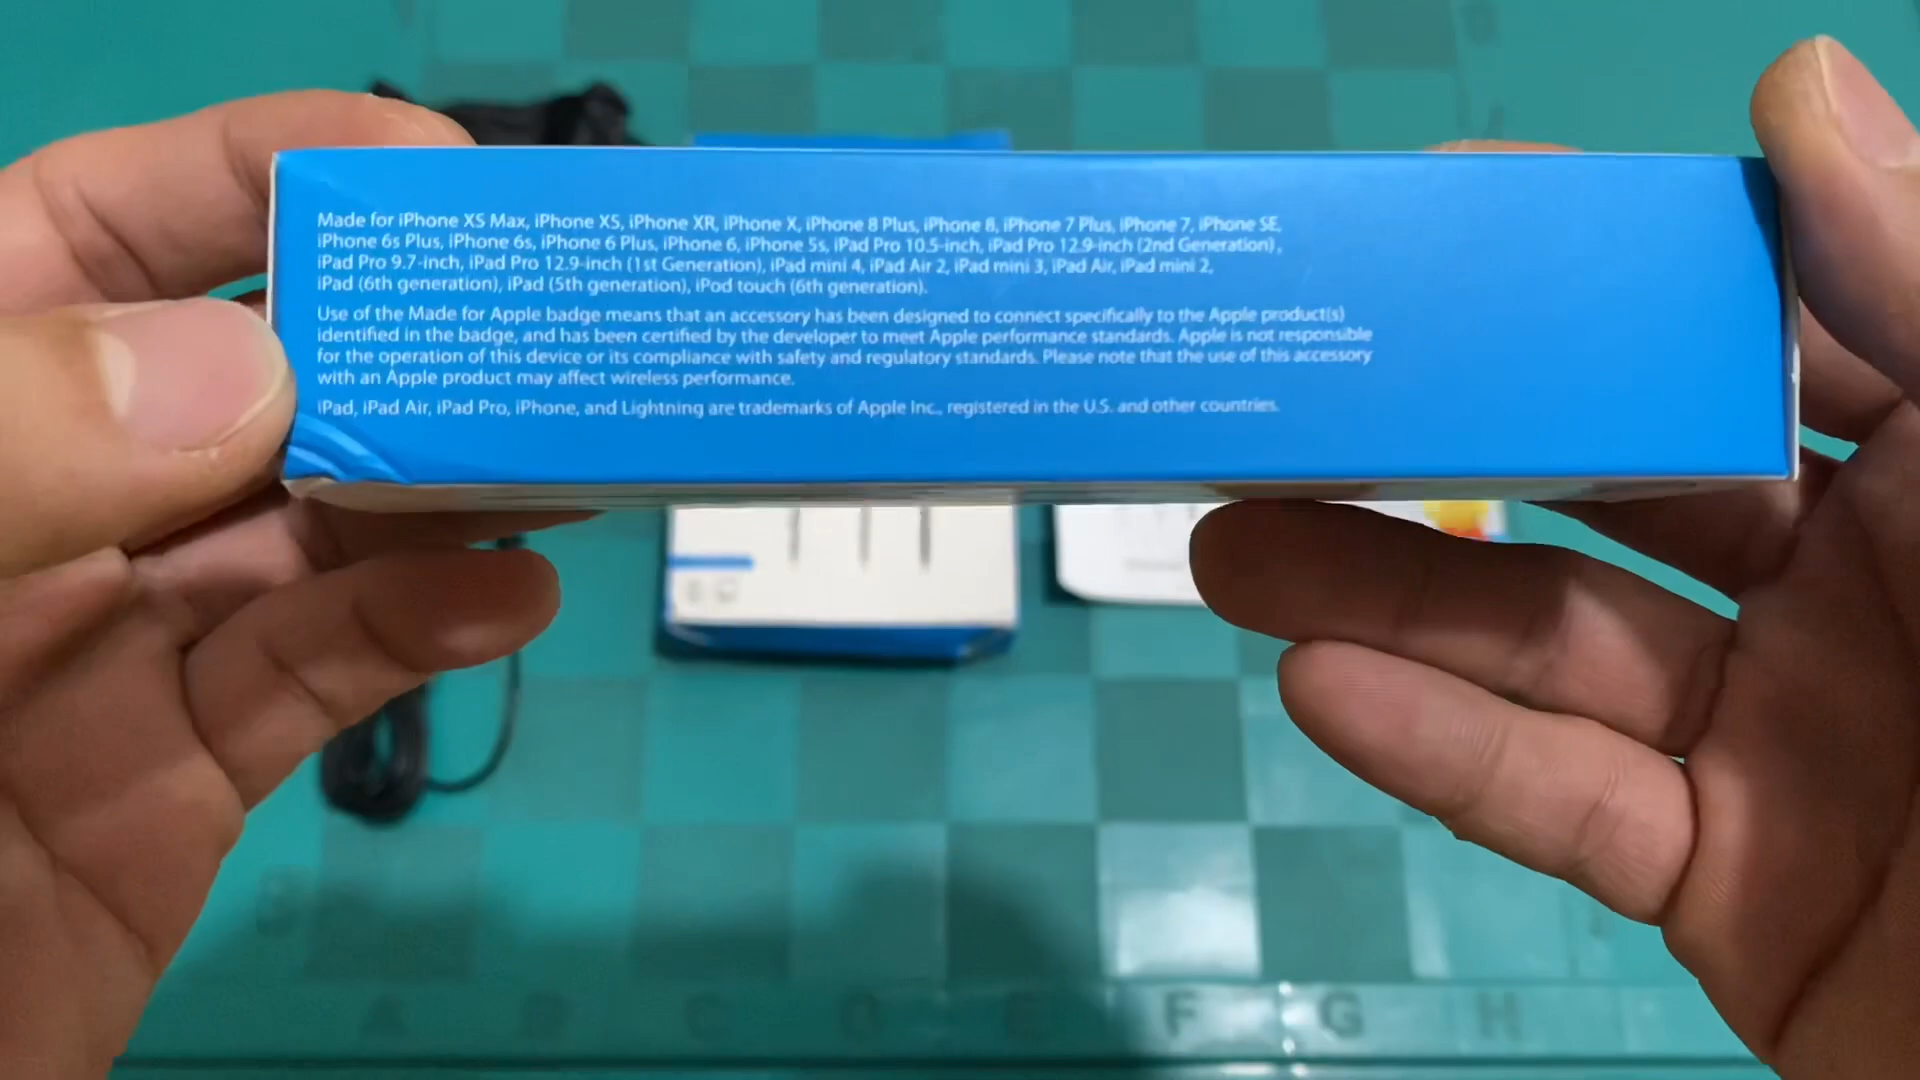 Made for iPhone XS Max, iPhone XS, iPhone XR, iPhone X, iPhone 8 Plus, iPhone 8, iPhone 7 Plus, iPhone 7, iPhone SE,
iPhone 6s Plus, iPhone 6s, iPhone 6 Plus, iPhone 6, iPhone 5s, iPad Pro 10.5-inch, iPad Pro 12.9-inch (2nd Generation),
iPad Pro 9.7-inch, iPad Pro 12.9-inch (1st Generation), iPad mini 4, iPad Air 2, iPad mini 3, iPad Air, iPad mini 2,
iPad (6th generation), iPad (5th generation), iPod touch (6th generation).
Use of the Made for Apple badge means that an accessory has been designed to connect specifically to the Apple product(s)
identified in the badge, and has been certified by the developer to meet Apple performance standards. Apple is not responsible
for the operation of this device or its compliance with safety and regulatory standards. Please note that the use of this accessory
with an Apple product may affect wireless performance.
iPad, iPad Air, iPad Pro, iPhone, and Lightning are trademarks of Apple Inc., registered in the U.S. and other countries.
A B C D E F G H